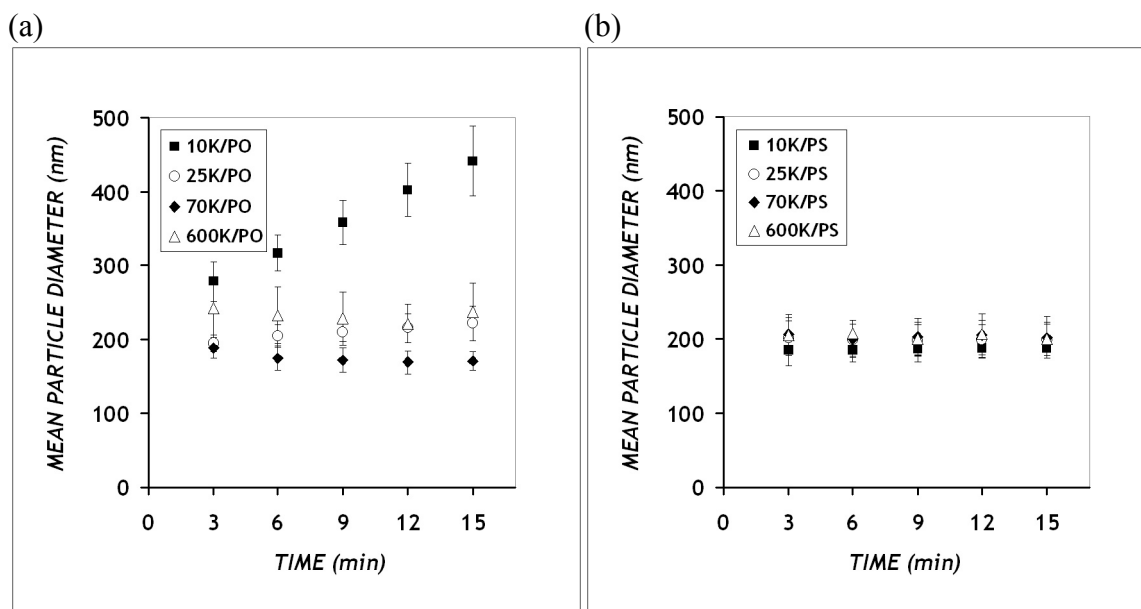 (a)
MEAN PARTICLE DIAMETER (nm)
500
400
300
200
100
0
10K/PO
25K/PO
70K/PO
600K/PO
0 3 6 9 12 15
TIME (min)
(b)
MEAN PARTICLE DIAMETER (nm)
500
400
300
200
100
0
10K/PS
25K/PS
70K/PS
600K/PS
0 3 6 9 12 15
TIME (min)